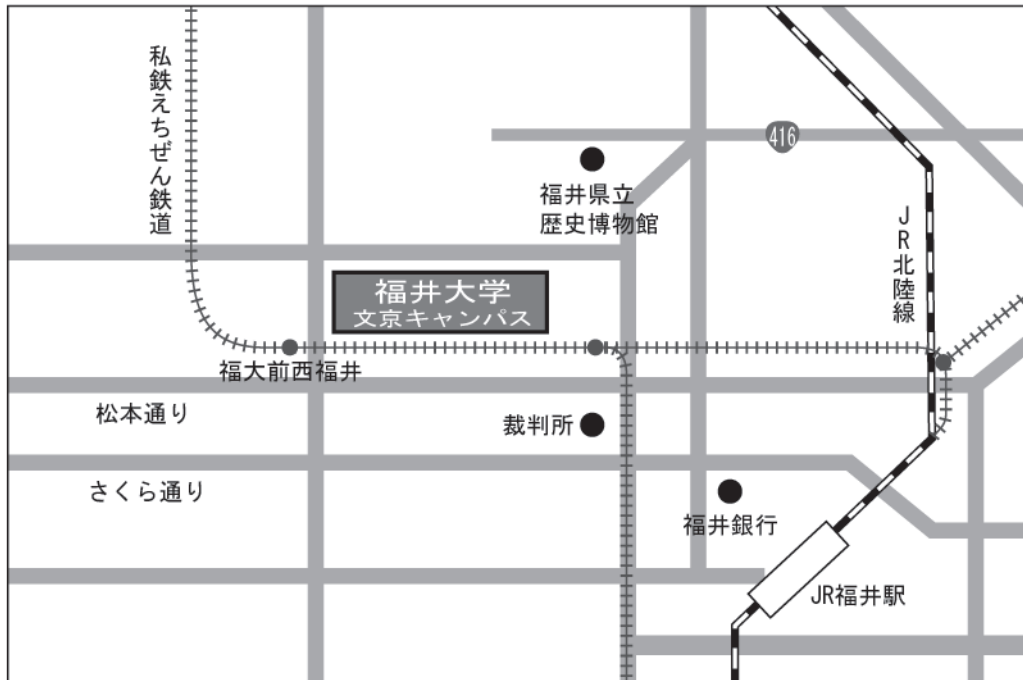 私鉄えちぜん鉄道
416
福井県立
歴史博物館
JR北陸線
福井大学
文京キャンパス
福大前西福井
松本通り
裁判所
さくら通り
福井銀行
JR福井駅